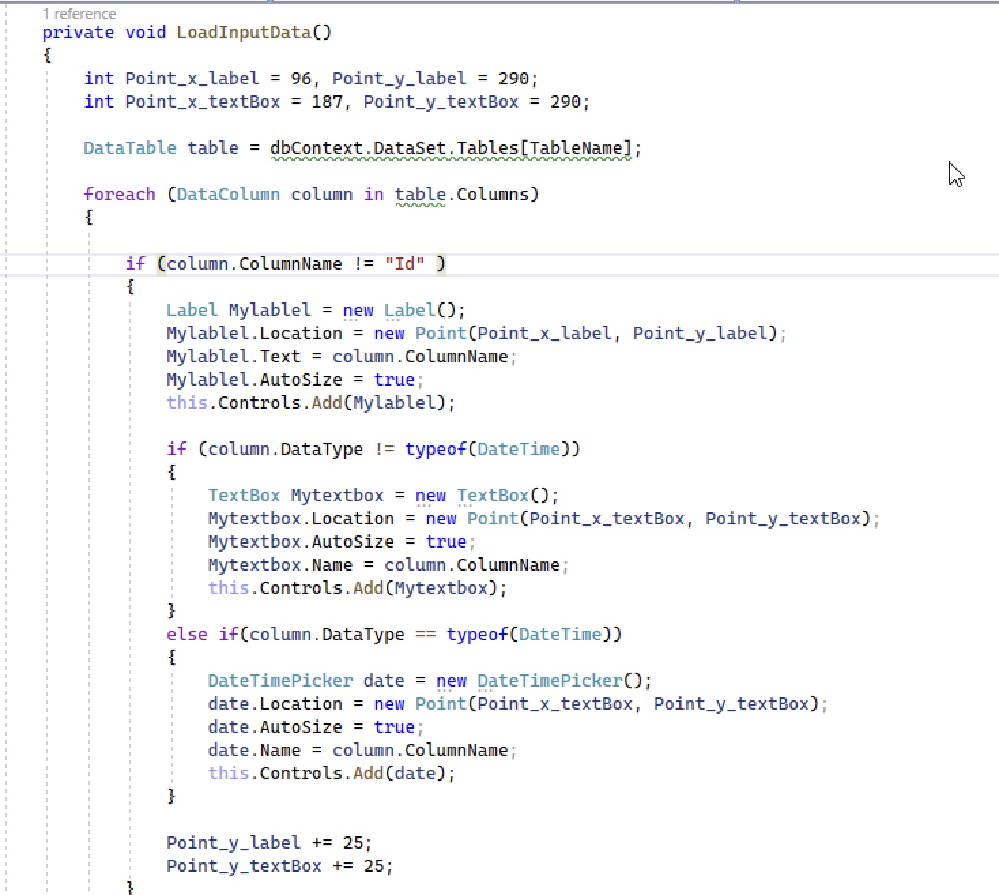 1 reference
private void LoadInputData()
{
    int Point_x_label = 96, Point_y_label = 290;
    int Point_x_textBox = 187, Point_y_textBox = 290;

    DataTable table = dbContext.DataSet.Tables[TableName];

    foreach (DataColumn column in table.Columns)
    {

        if (column.ColumnName != "Id" )
        {
            Label Mylablel = new Label();
            Mylablel.Location = new Point(Point_x_label, Point_y_label);
            Mylablel.Text = column.ColumnName;
            Mylablel.AutoSize = true;
            this.Controls.Add(Mylablel);

            if (column.DataType != typeof(DateTime))
            {
                TextBox Mytextbox = new TextBox();
                Mytextbox.Location = new Point(Point_x_textBox, Point_y_textBox);
                Mytextbox.AutoSize = true;
                Mytextbox.Name = column.ColumnName;
                this.Controls.Add(Mytextbox);
            }
            else if(column.DataType == typeof(DateTime))
            {
                DateTimePicker date = new DateTimePicker();
                date.Location = new Point(Point_x_textBox, Point_y_textBox);
                date.AutoSize = true;
                date.Name = column.ColumnName;
                this.Controls.Add(date);
            }

            Point_y_label += 25;
            Point_y_textBox += 25;
        }